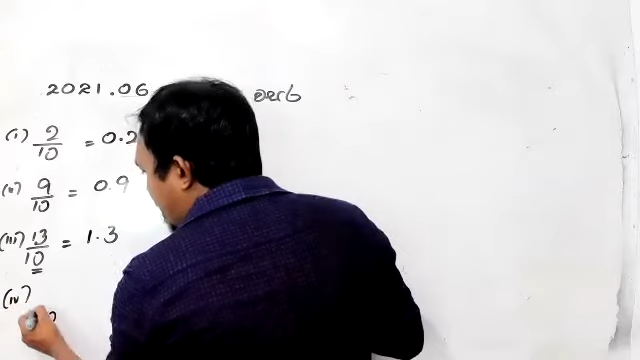 2021.06
(i) 2/10 = 0.2
(ii) 9/10 = 0.9
(iii) 13/10 = 1.3
(iv)